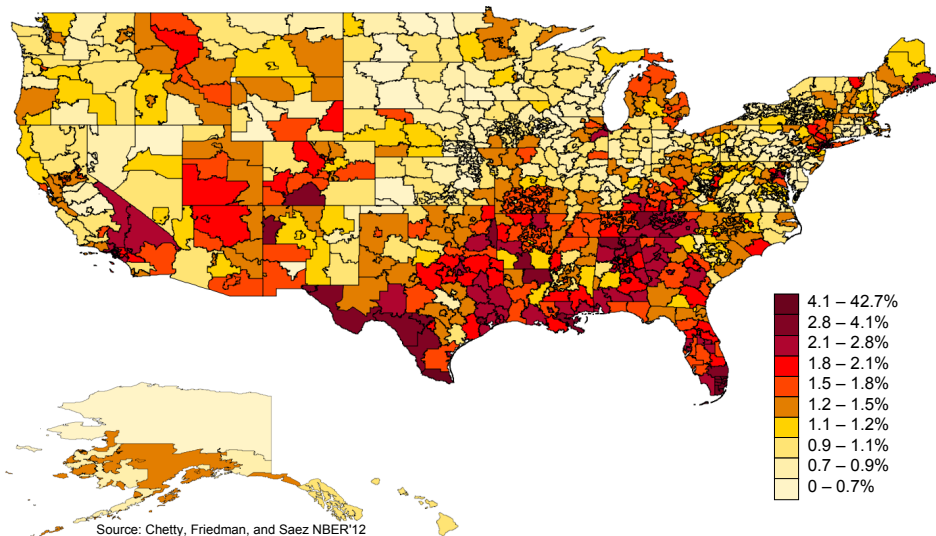 4.1 – 42.7%
2.8 – 4.1%
2.1 – 2.8%
1.8 – 2.1%
1.5 – 1.8%
1.2 – 1.5%
1.1 – 1.2%
0.9 – 1.1%
0.7 – 0.9%
0 – 0.7%
Source: Chetty, Friedman, and Saez NBER'12